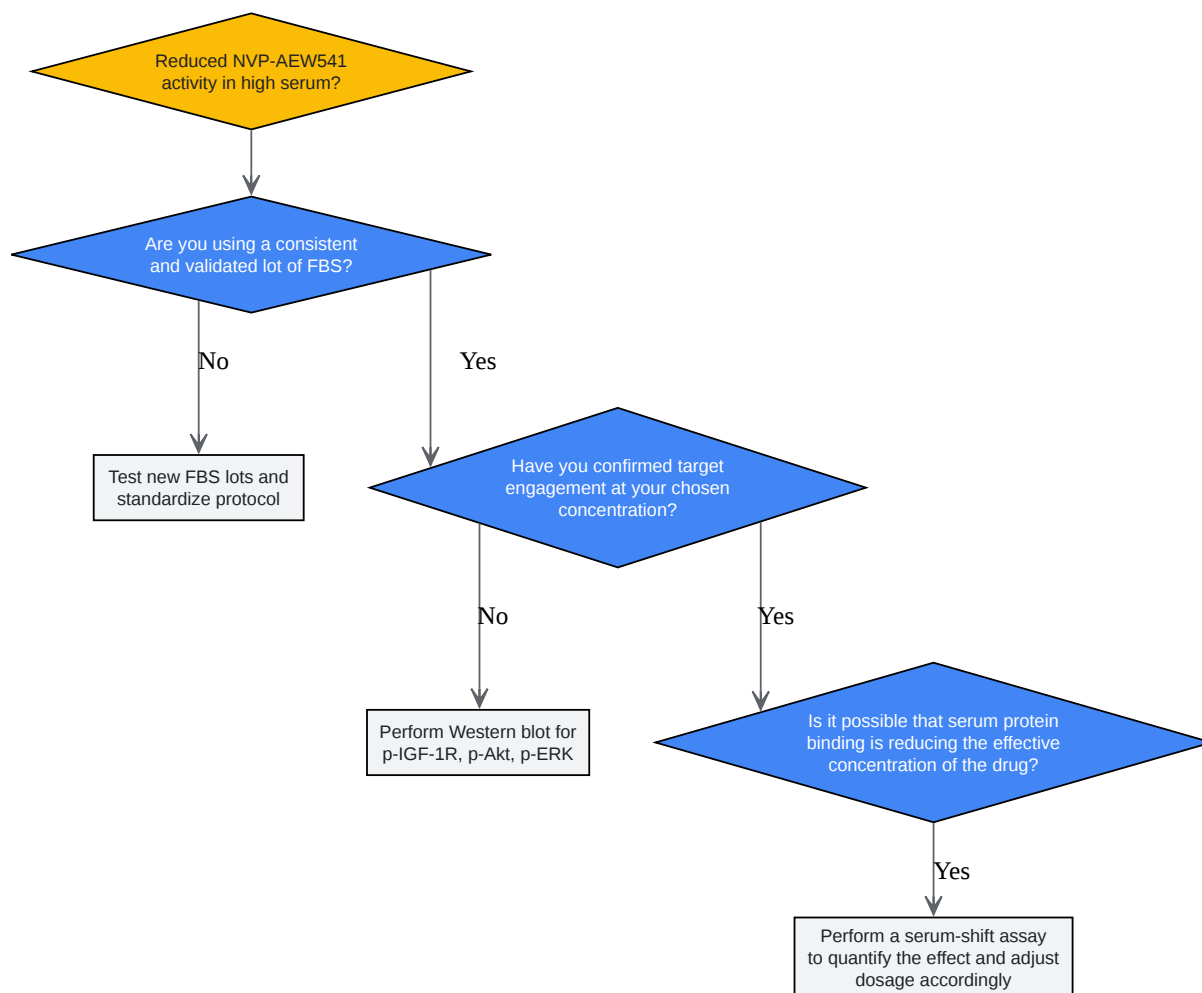 Reduced NVP-AEW541
activity in high serum?
Are you using a consistent
and validated lot of FBS?
No
Yes
Test new FBS lots and
standardize protocol
Have you confirmed target
engagement at your chosen
concentration?
No
Yes
Perform Western blot for
p-IGF-1R, p-Akt, p-ERK
Is it possible that serum protein
binding is reducing the effective
concentration of the drug?
Yes
Perform a serum-shift assay
to quantify the effect and adjust
dosage accordingly